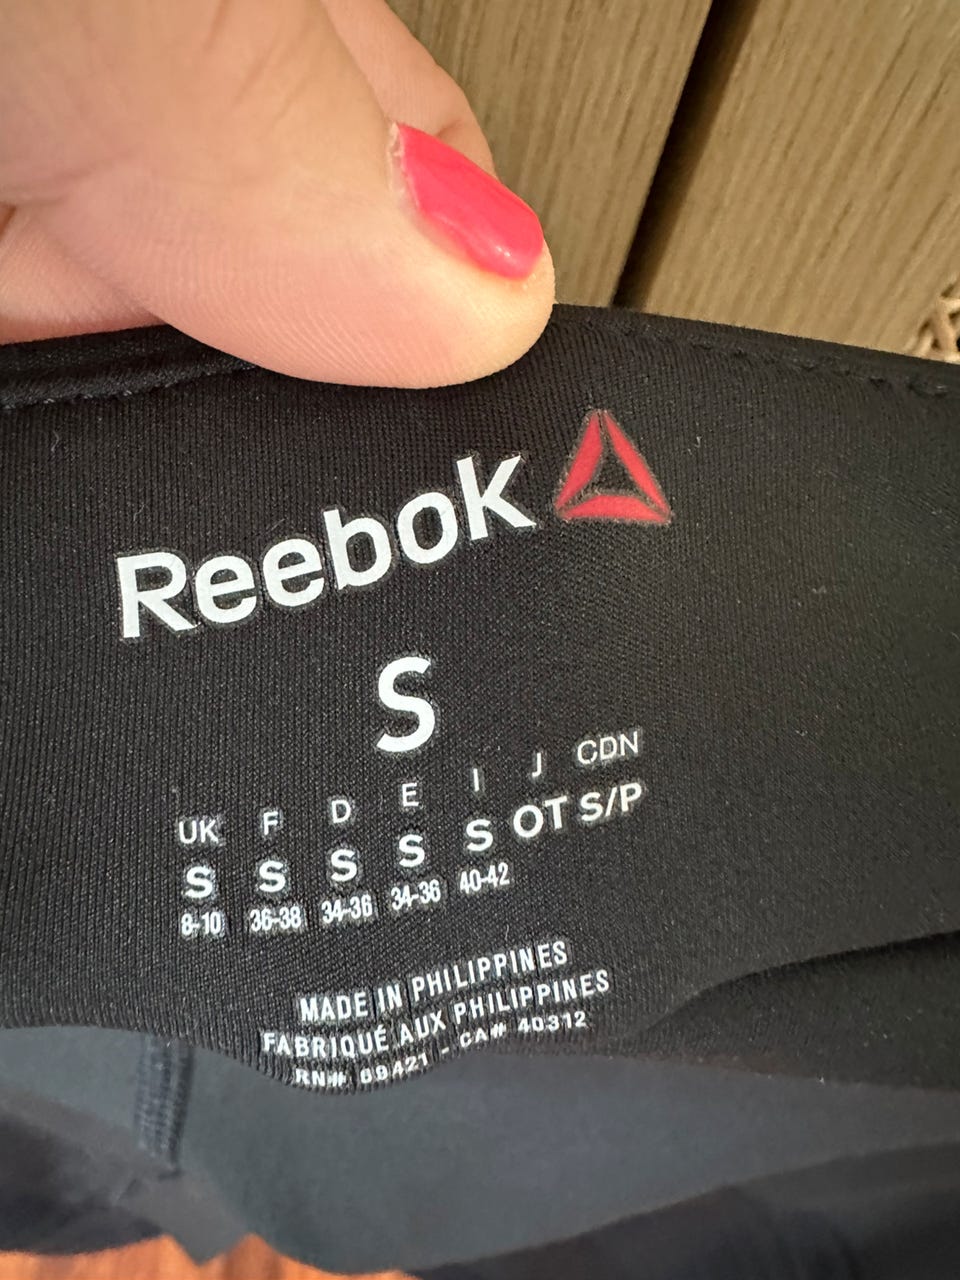 Reebok
S
UK F D E I J CDN
S S S S S OT S/P
8-10 36-38 34-36 34-36 40-42
MADE IN PHILIPPINES
FABRIQUÉ AUX PHILIPPINES
RN# 69421 - CA# 40312